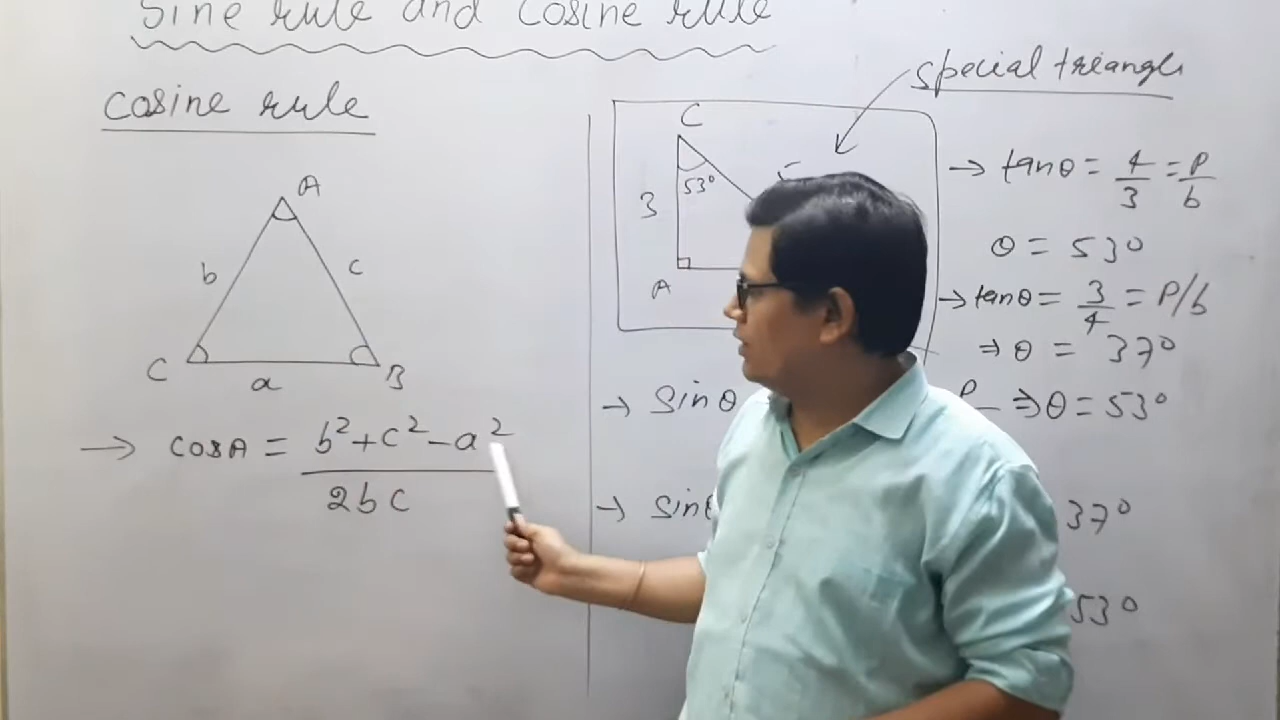 Sine rule and Cosine rule
Cosine rule
A
b
c
C
a
B
→ cosA = b²+c²-a² / 2bc
special triangle
C
53°
3
A
→ tanθ = 4/3 = P/b
θ = 53°
→ tanθ = 3/4 = P/b
⇒ θ = 37°
→ Sinθ
P ⇒ θ = 53°
→ Sinθ
37°
53°